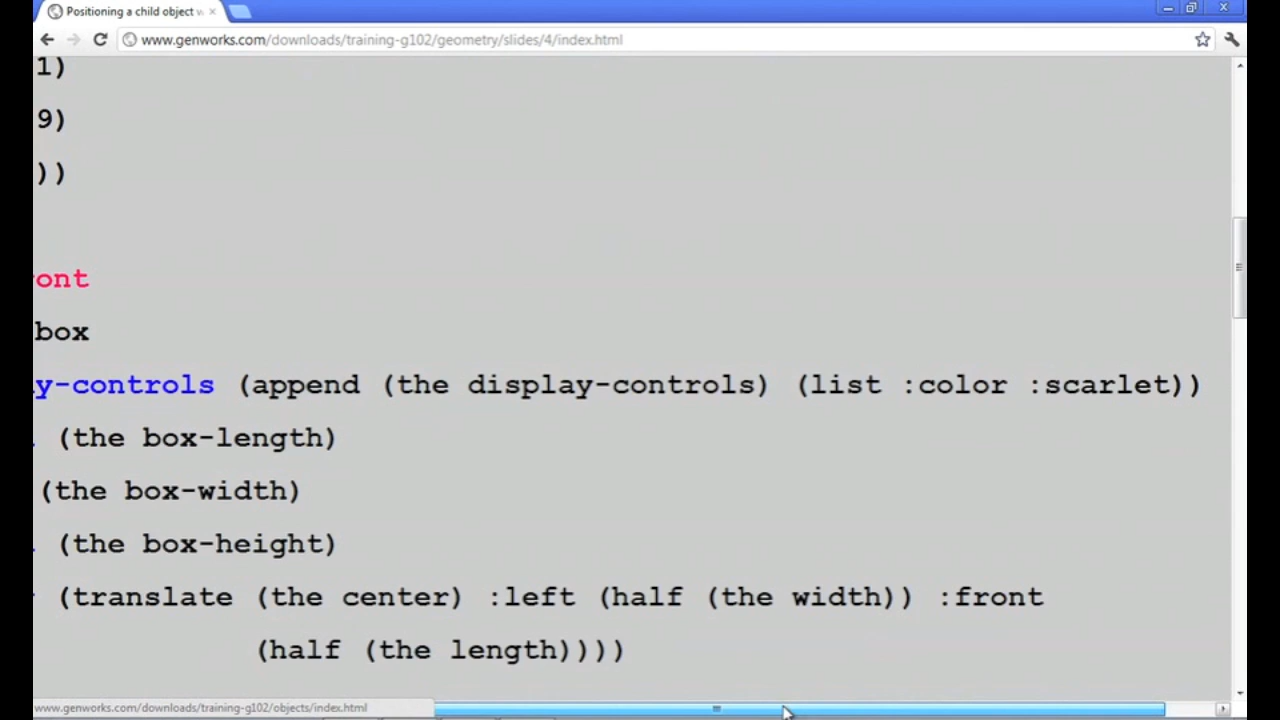 Positioning a child object
www.genworks.com/downloads/training-g102/geometry/slides/4/index.html
1)
9)
))
ont
box
y-controls (append (the display-controls) (list :color :scarlet))
(the box-length)
(the box-width)
(the box-height)
(translate (the center) :left (half (the width)) :front
(half (the length))))
www.genworks.com/downloads/training-g102/objects/index.html